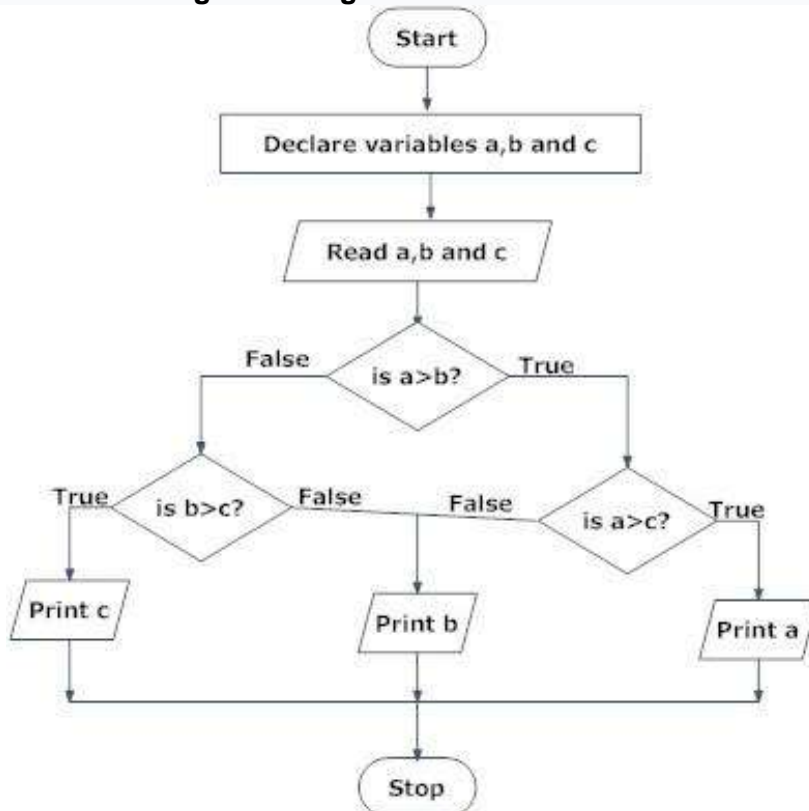 Start
Declare variables a,b and c
Read a,b and c
False
is a>b?
True
True
is b>c?
False
False
is a>c?
True
Print c
Print b
Print a
Stop